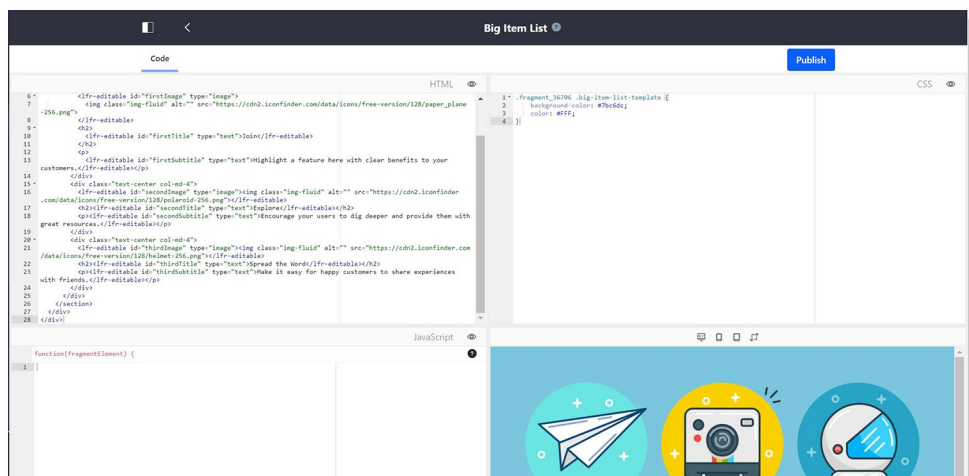 Big Item List
Code
Publish
HTML
6 <lfr-editable id="firstImage" type="image">
7 <img class="img-fluid" alt="" src="https://cdn2.iconfinder.com/data/icons/free-version/128/paper_plane
-256.png">
8 </lfr-editable>
9 <h2>
10 <lfr-editable id="firstTitle" type="text">Join</lfr-editable>
11 </h2>
12 <p>
13 <lfr-editable id="firstSubtitle" type="text">Highlight a feature here with clear benefits to your
customers.</lfr-editable></p>
14 </div>
15 <div class="text-center col-md-4">
16 <lfr-editable id="secondImage" type="image"><img class="img-fluid" alt="" src="https://cdn2.iconfinder
.com/data/icons/free-version/128/polaroid-256.png"></lfr-editable>
17 <h2><lfr-editable id="secondTitle" type="text">Explore</lfr-editable></h2>
18 <p><lfr-editable id="secondSubtitle" type="text">Encourage your users to dig deeper and provide them with
great resources.</lfr-editable></p>
19 </div>
20 <div class="text-center col-md-4">
21 <lfr-editable id="thirdImage" type="image"><img class="img-fluid" alt="" src="https://cdn2.iconfinder.com
/data/icons/free-version/128/helmet-256.png"></lfr-editable>
22 <h2><lfr-editable id="thirdTitle" type="text">Spread the Word</lfr-editable></h2>
23 <p><lfr-editable id="thirdSubtitle" type="text">Make it easy for happy customers to share experiences
with friends.</lfr-editable></p>
24 </div>
25 </div>
26 </section>
27 </div>
28 </div>
CSS
1 .fragment_36706 .big-item-list-template {
2 background-color: #7bc6dc;
3 color: #FFF;
4 }
JavaScript
function(fragmentElement) {
1